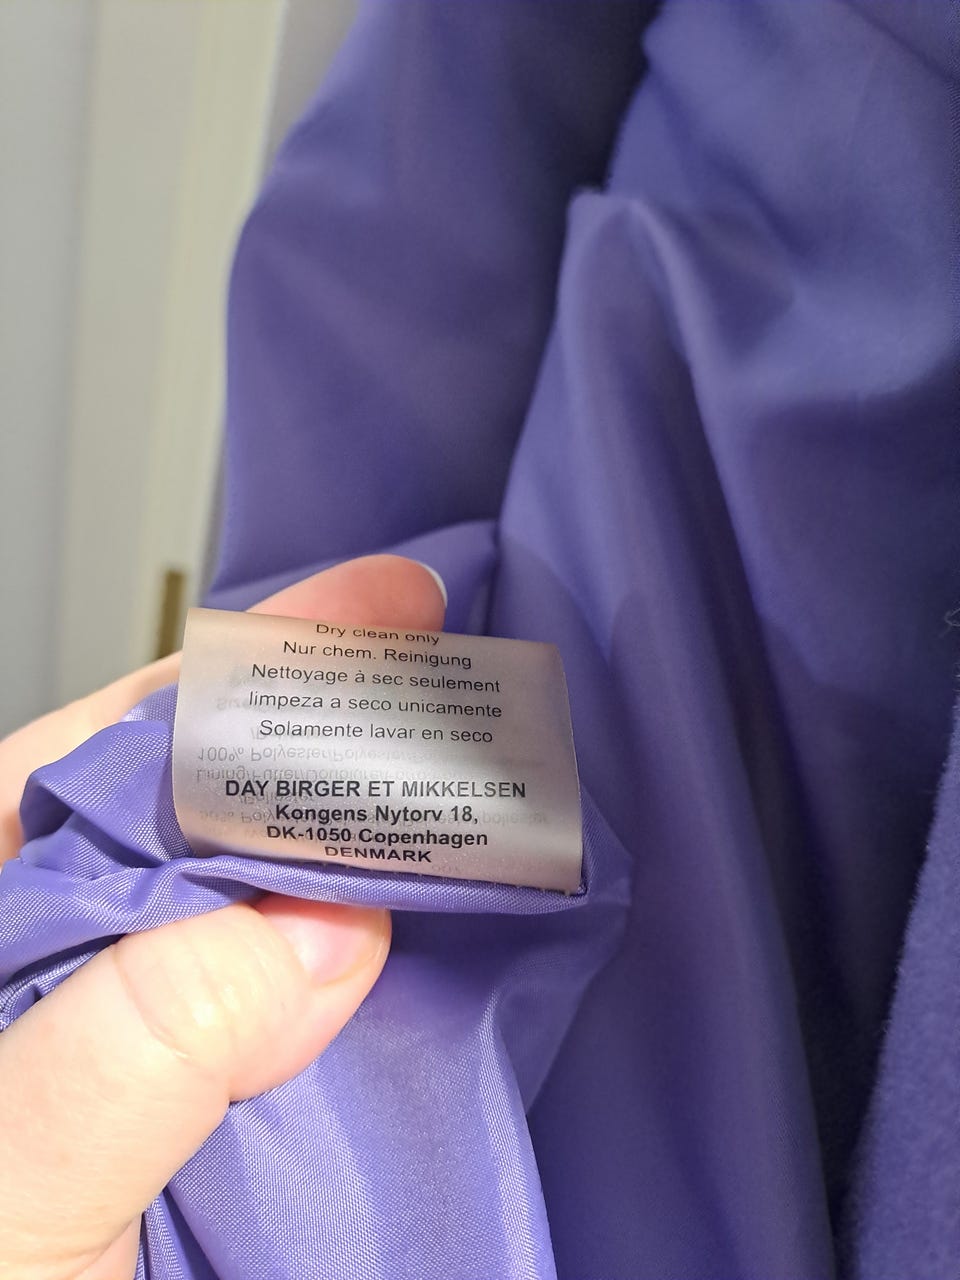 Dry clean only
Nur chem. Reinigung
Nettoyage à sec seulement
limpeza a seco unicamente
Solamente lavar en seco
DAY BIRGER ET MIKKELSEN
Kongens Nytorv 18,
DK-1050 Copenhagen
DENMARK